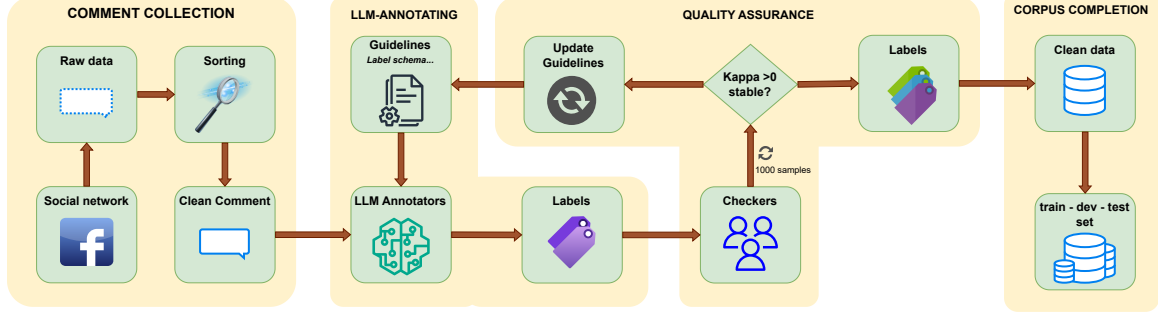 COMMENT COLLECTION
Raw data
Sorting
Social network
Clean Comment
LLM-ANNOTATING
Guidelines
Label schema...
LLM Annotators
Labels
QUALITY ASSURANCE
Update
Guidelines
Kappa >0
stable?
Labels
1000 samples
Checkers
CORPUS COMPLETION
Clean data
train - dev - test
set